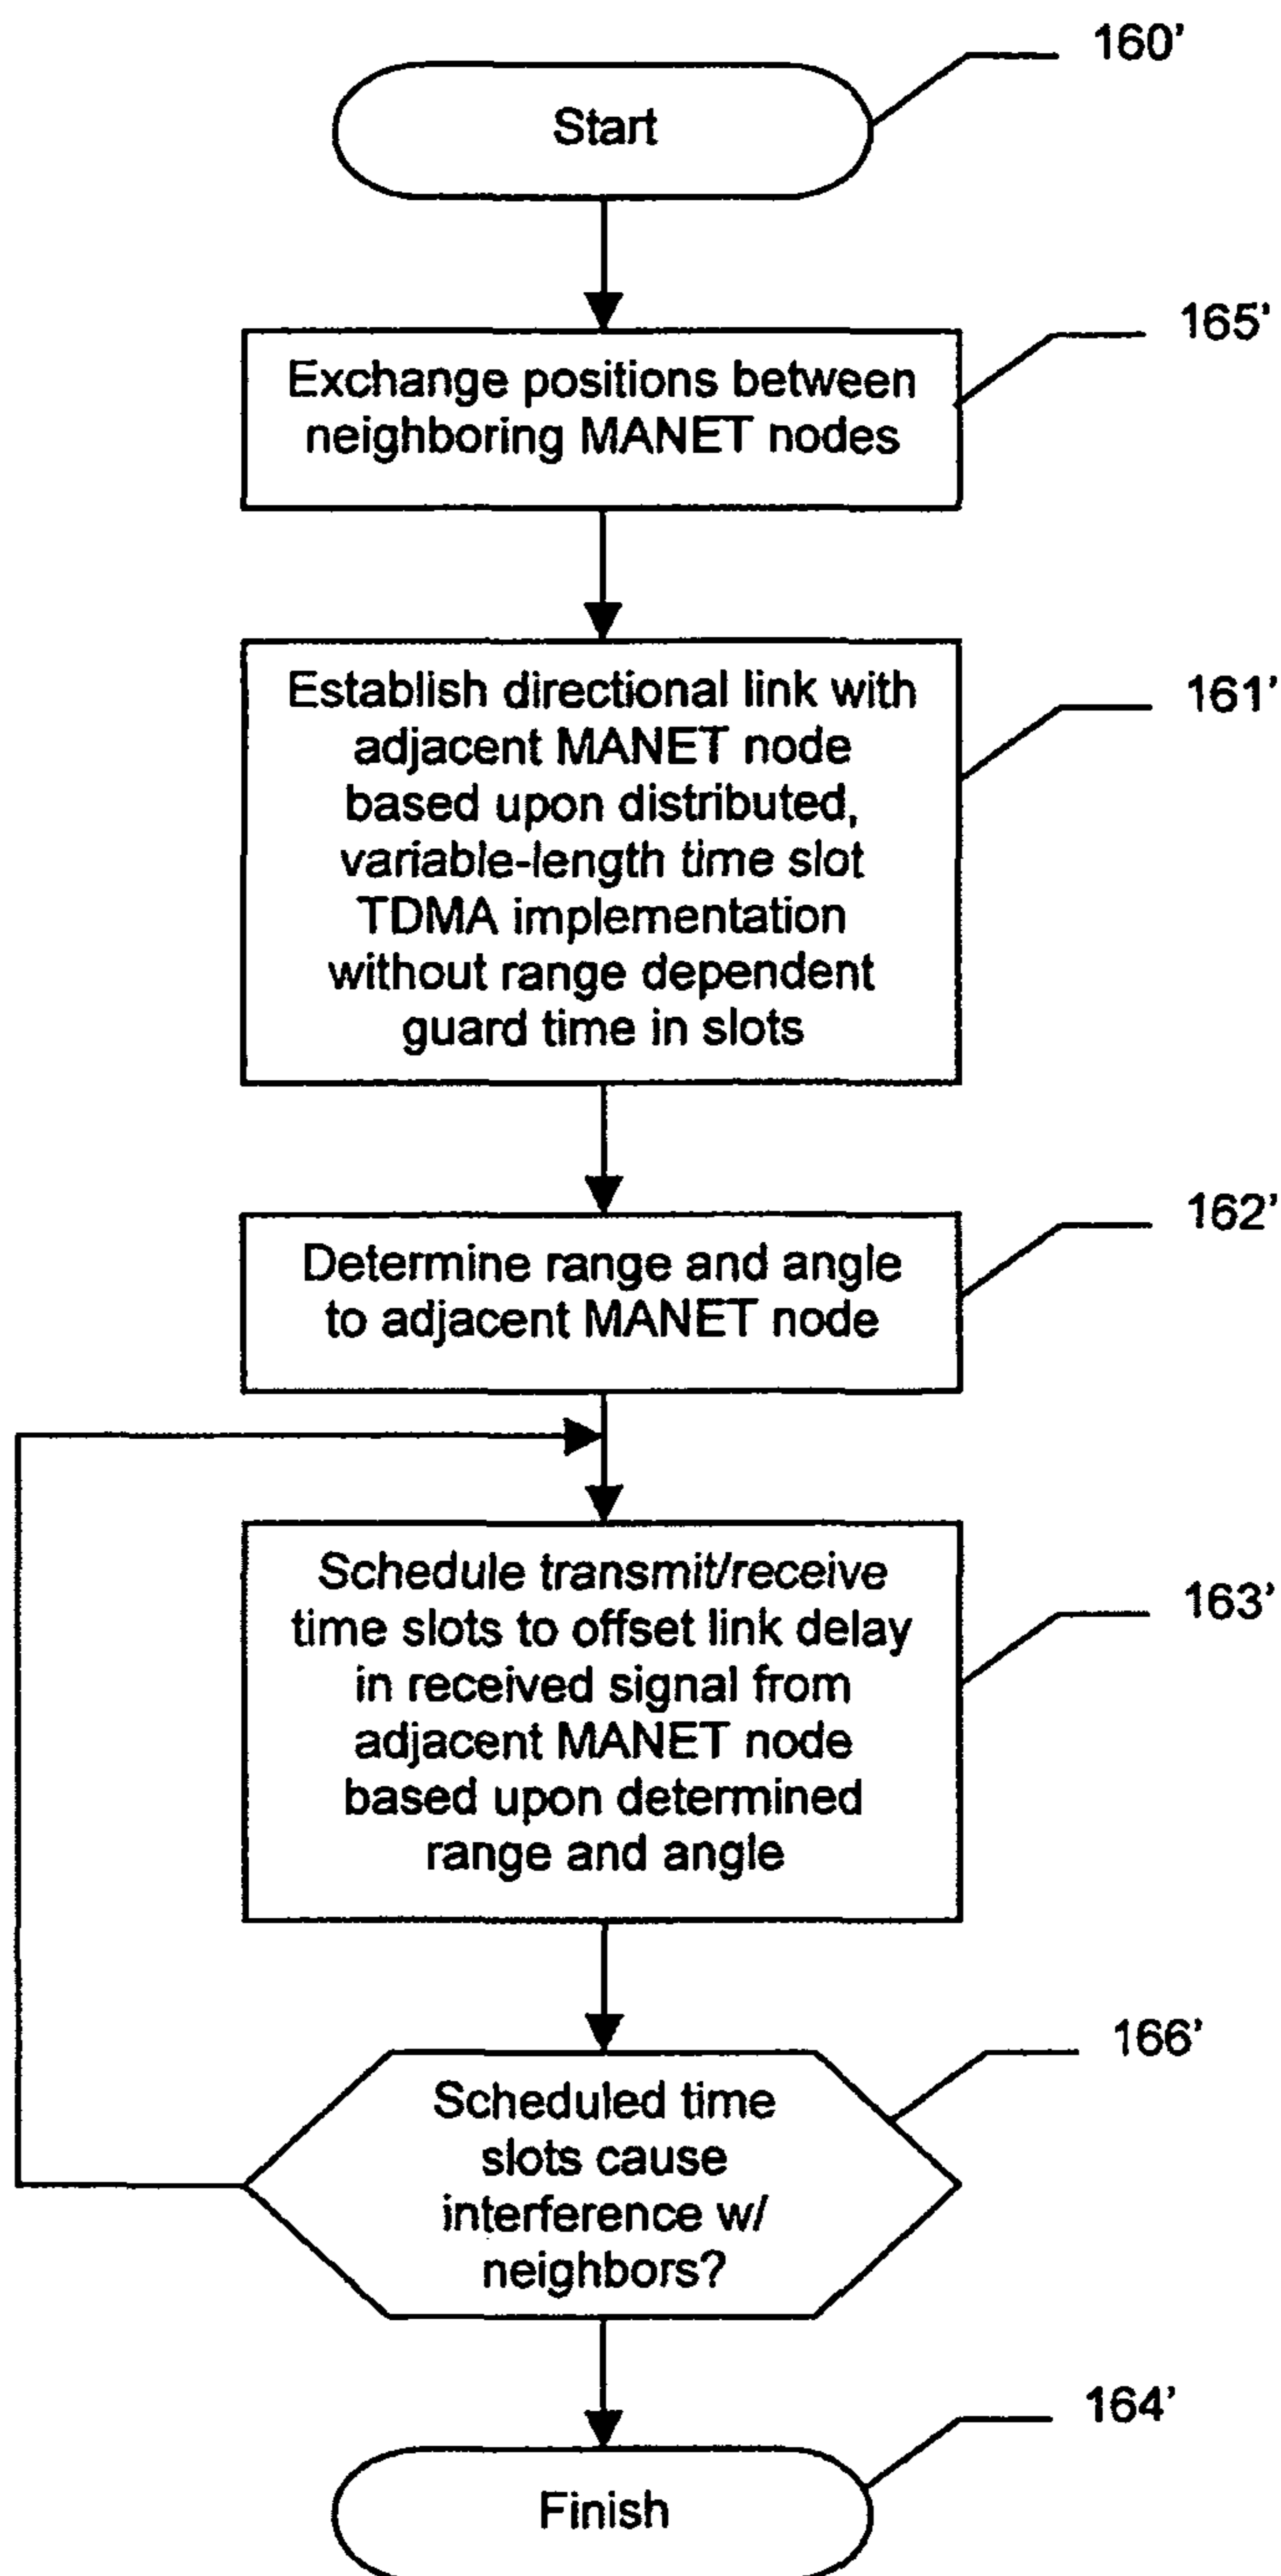 160'
Start
165'
Exchange positions between
neighboring MANET nodes
161'
Establish directional link with
adjacent MANET node
based upon distributed,
variable-length time slot
TDMA implementation
without range dependent
guard time in slots
162'
Determine range and angle
to adjacent MANET node
163'
Schedule transmit/receive
time slots to offset link delay
in received signal from
adjacent MANET node
based upon determined
range and angle
166'
Scheduled time
slots cause
interference w/
neighbors?
164'
Finish